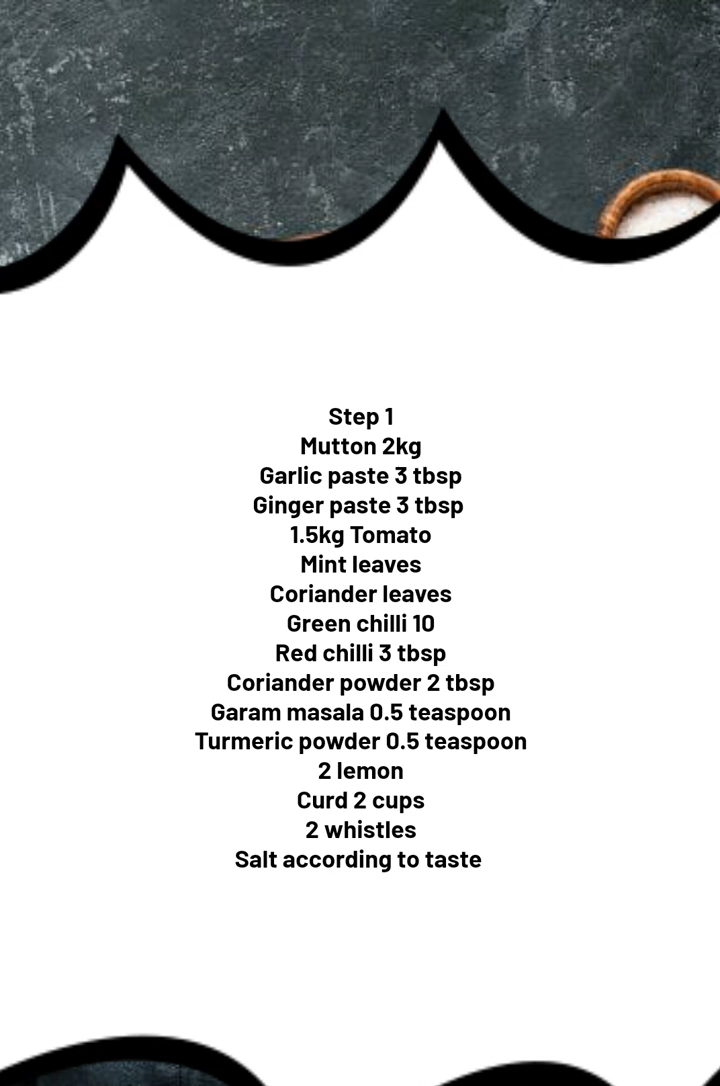 Step 1
Mutton 2kg
Garlic paste 3 tbsp
Ginger paste 3 tbsp
1.5kg Tomato
Mint leaves
Coriander leaves
Green chilli 10
Red chilli 3 tbsp
Coriander powder 2 tbsp
Garam masala 0.5 teaspoon
Turmeric powder 0.5 teaspoon
2 lemon
Curd 2 cups
2 whistles
Salt according to taste